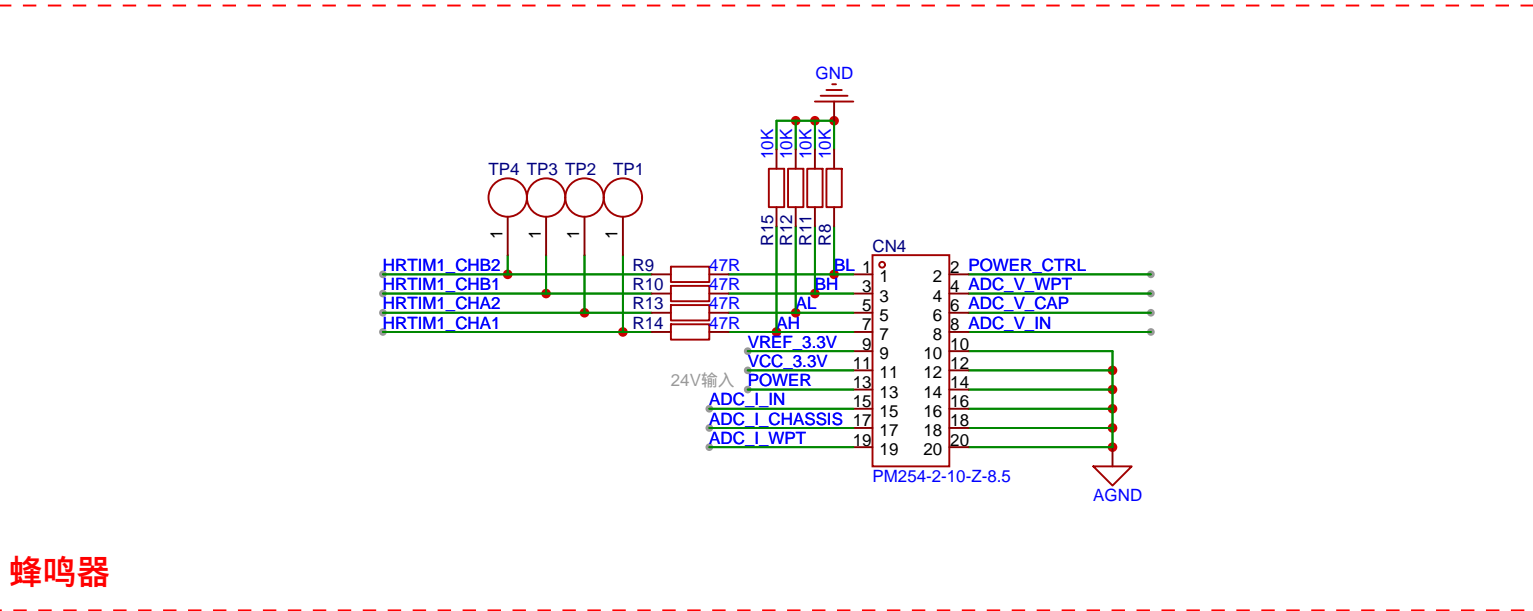 GND
10K 10K 10K 10K
TP4 TP3 TP2 TP1
1 1 1 1
R15 R12 R11 R8
CN4
HRTIM1_CHB2 R9 47R BL 1 1 2 2 POWER_CTRL
HRTIM1_CHB1 R10 47R BH 3 3 4 4 ADC_V_WPT
HRTIM1_CHA2 R13 47R AL 5 5 6 6 ADC_V_CAP
HRTIM1_CHA1 R14 47R AH 7 7 8 8 ADC_V_IN
VREF_3.3V 9 9 10 10
VCC_3.3V 11 11 12 12
24V输入 POWER 13 13 14 14
ADC_I_IN 15 15 16 16
ADC_I_CHASSIS 17 17 18 18
ADC_I_WPT 19 19 20 20
PM254-2-10-Z-8.5
AGND
蜂鸣器